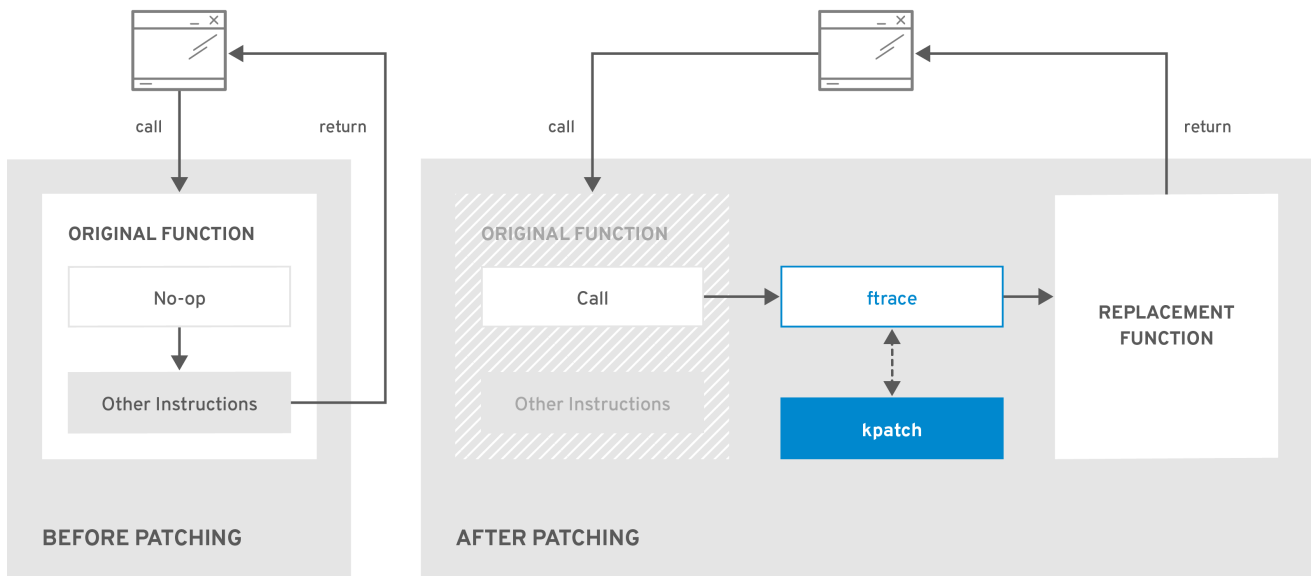 call
return
ORIGINAL FUNCTION
No-op
Other Instructions
BEFORE PATCHING
call
return
ORIGINAL FUNCTION
Call
Other Instructions
ftrace
kpatch
REPLACEMENT
FUNCTION
AFTER PATCHING